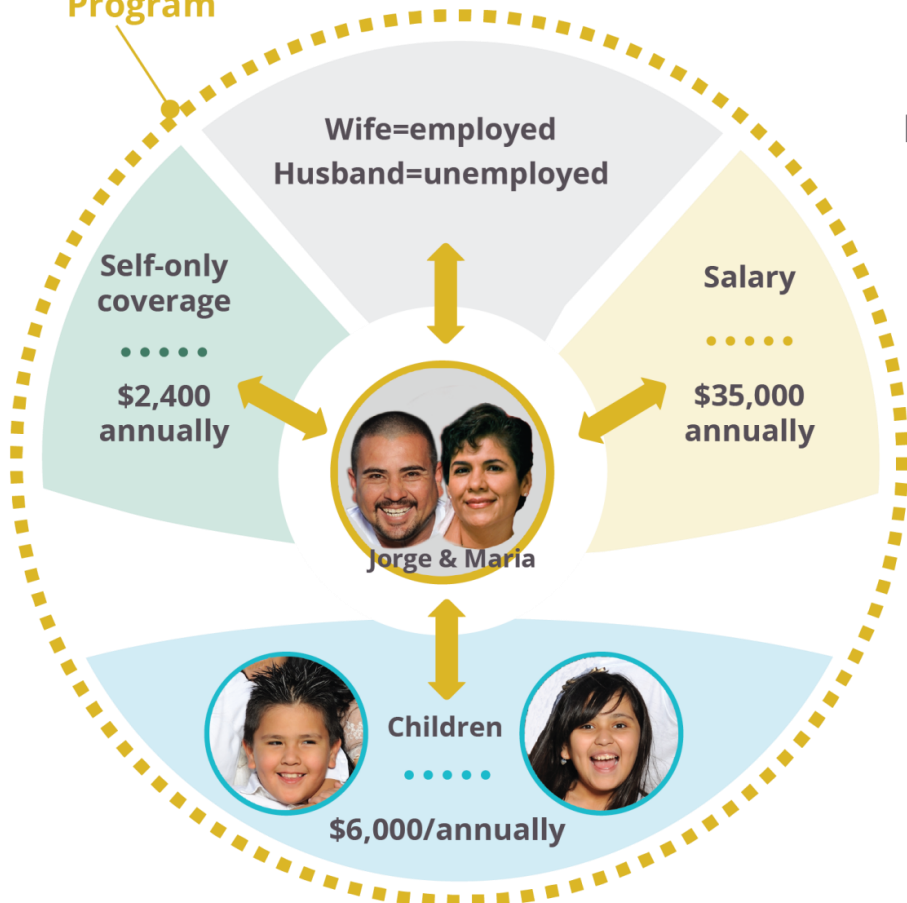 Program
Wife=employed
Husband=unemployed
Self-only
coverage
$2,400
annually
Salary
$35,000
annually
Jorge & Maria
Children
$6,000/annually